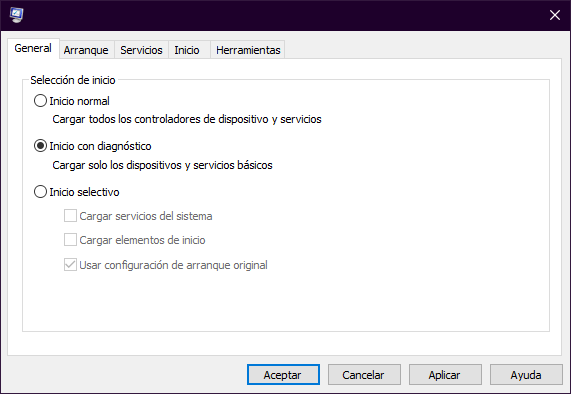 General
Arranque
Servicios
Inicio
Herramientas
Selección de inicio
Inicio normal
Cargar todos los controladores de dispositivo y servicios
Inicio con diagnóstico
Cargar solo los dispositivos y servicios básicos
Inicio selectivo
Cargar servicios del sistema
Cargar elementos de inicio
Usar configuración de arranque original
Aceptar
Cancelar
Aplicar
Ayuda